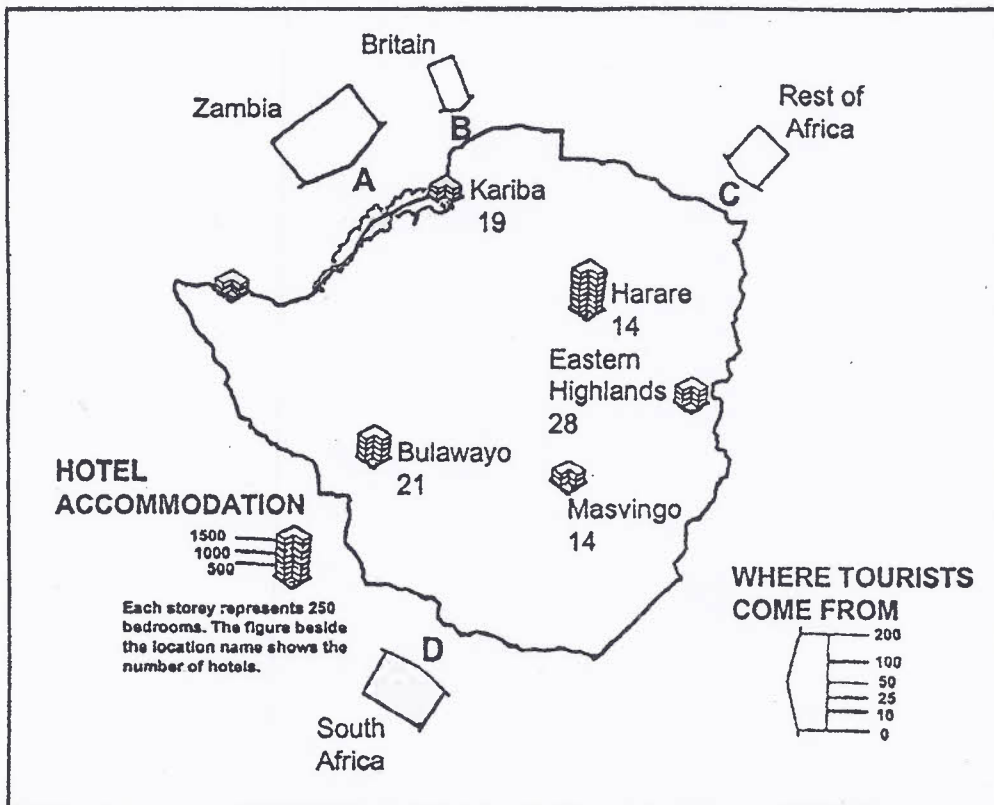 Britain
Zambia
Rest of
Africa
A
B
C
Kariba
19
Harare
14
Eastern
Highlands
28
Bulawayo
21
Masvingo
14
HOTEL
ACCOMMODATION
1500
1000
500
Each storey represents 250
bedrooms. The figure beside
the location name shows the
number of hotels.
WHERE TOURISTS
COME FROM
200
100
50
25
10
0
D
South
Africa